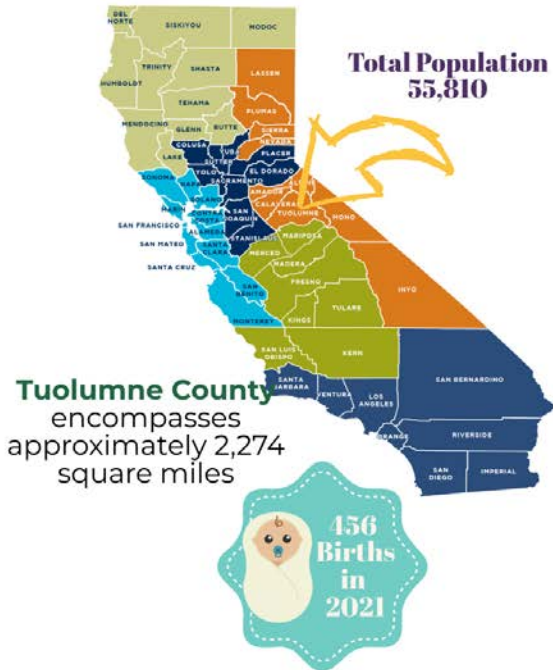 DEL
NORTE
SISKIYOU
MODOC
TRINITY
SHASTA
LASSEN
HUMBOLDT
Total Population
55,810
TEHAMA
PLUMAS
MENDOCINO
GLENN
BUTTE
SIERRA
NEVADA
COLUSA
YUBA
PLACER
LAKE
SUTTER
SONOMA
NAPA
YOLO
EL DORADO
SACRAMENTO
SOLANO
AMADOR
CALAVERAS
MARIN
CONTRA
COSTA
SAN
JOAQUIN
TUOLUMNE
MONO
SAN FRANCISCO
ALAMEDA
STANISLAUS
MARIPOSA
SAN MATEO
SANTA
CLARA
MERCED
MADERA
SANTA CRUZ
FRESNO
SAN
BENITO
INYO
TULARE
MONTEREY
KINGS
SAN LUIS
OBISPO
KERN
SAN BERNARDINO
SANTA
BARBARA
VENTURA
LOS
ANGELES
ORANGE
RIVERSIDE
SAN
DIEGO
IMPERIAL
Tuolumne County
encompasses
approximately 2,274
square miles
456
Births
in
2021